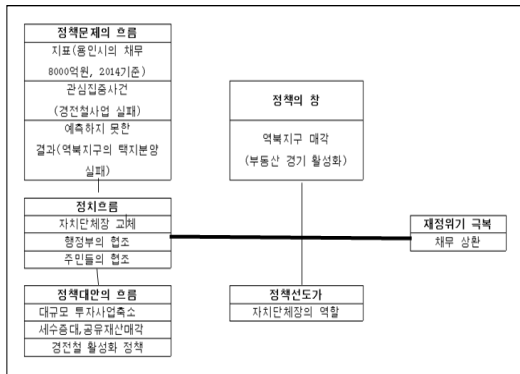 정책문제의 흐름
지표(용인시의 채무
8000억원, 2014기준)
관심집중사건
(경전철사업 실패)
예측하지 못한
결과(역북지구의 택지분양
실패)
정치흐름
자치단체장 교체
행정부의 협조
주민들의 협조
정책대안의 흐름
대규모 투자사업축소
세수증대,공유재산매각
경전철 활성화 정책
정책의 창
역북지구 매각
(부동산 경기 활성화)
정책선도가
자치단체장의 역할
재정위기 극복
채무 상환